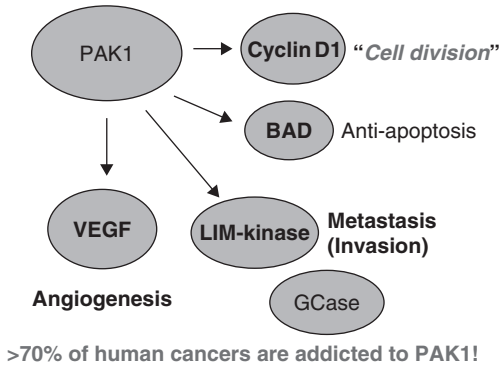 PAK1
Cyclin D1
“Cell division”
BAD
Anti-apoptosis
VEGF
LIM-kinase
Metastasis
(Invasion)
Angiogenesis
GCase
>70% of human cancers are addicted to PAK1!